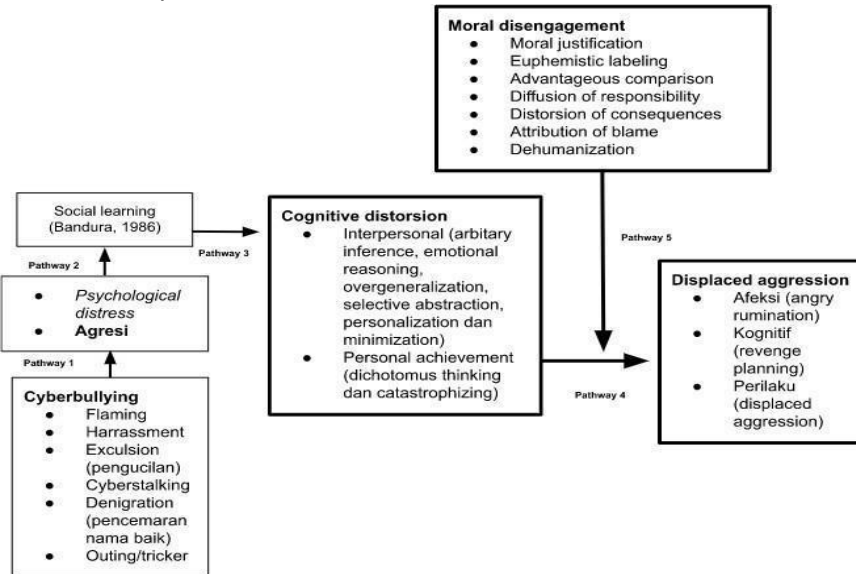 Moral disengagement
● Moral justification
● Euphemistic labeling
● Advantageous comparison
● Diffusion of responsibility
● Distorsion of consequences
● Attribution of blame
● Dehumanization
Social learning
(Bandura, 1986)
Pathway 3
Pathway 2
● Psychological
distress
● Agresi
Pathway 1
Cyberbullying
● Flaming
● Harrassment
● Exculsion
(pengucilan)
● Cyberstalking
● Denigration
(pencemaran
nama baik)
● Outing/tricker
Cognitive distorsion
● Interpersonal (arbitary
inference, emotional
reasoning,
overgeneralization,
selective abstraction,
personalization dan
minimization)
● Personal achievement
(dichotomus thinking
dan catastrophizing)
Pathway 5
Pathway 4
Displaced aggression
● Afeksi (angry
rumination)
● Kognitif
(revenge
planning)
● Perilaku
(displaced
aggression)